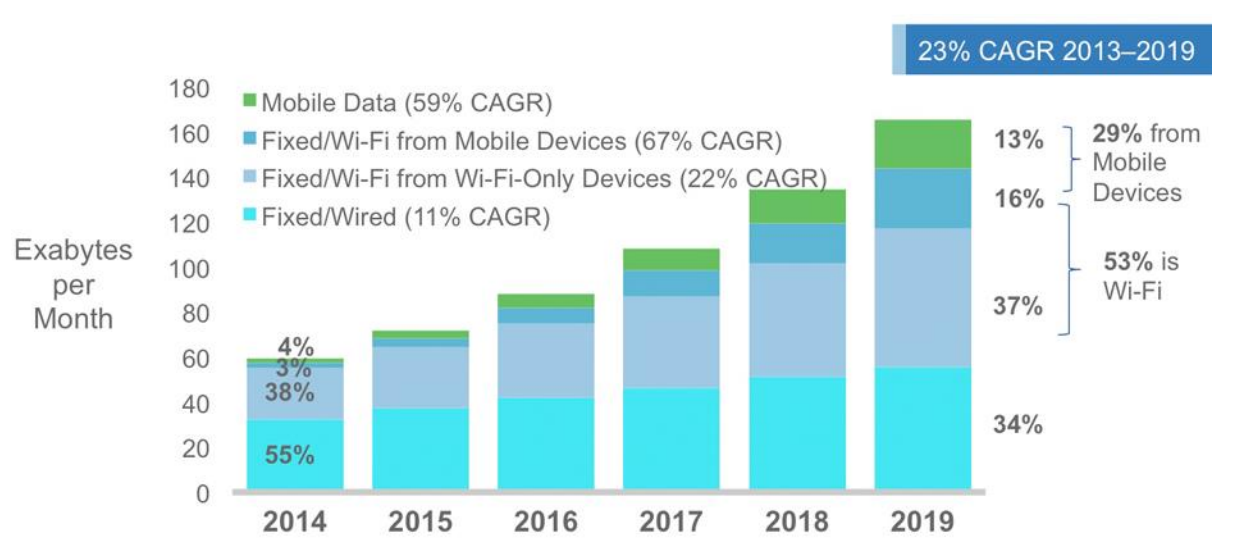 23% CAGR 2013–2019
180
160
140
120
100
80
60
40
20
0
Exabytes
per
Month
Mobile Data (59% CAGR)
Fixed/Wi-Fi from Mobile Devices (67% CAGR)
Fixed/Wi-Fi from Wi-Fi-Only Devices (22% CAGR)
Fixed/Wired (11% CAGR)
4%
3%
38%
55%
13%
16%
37%
34%
29% from
Mobile
Devices
53% is
Wi-Fi
2014 2015 2016 2017 2018 2019